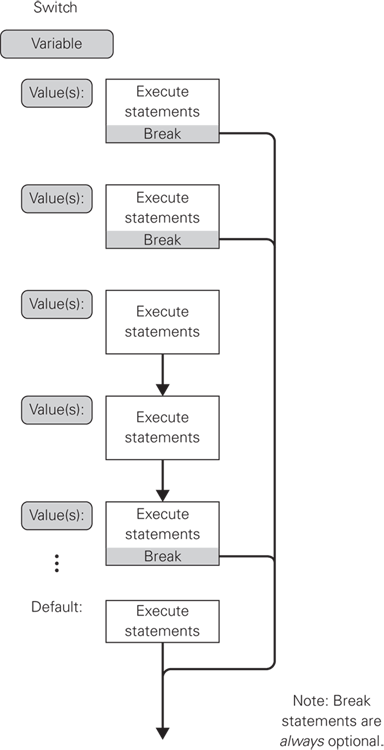 Switch
Variable
Value(s):
Execute
statements
Break
Value(s):
Execute
statements
Break
Value(s):
Execute
statements
Value(s):
Execute
statements
Value(s):
Execute
statements
Break
Default:
Execute
statements
Note: Break
statements are
always optional.